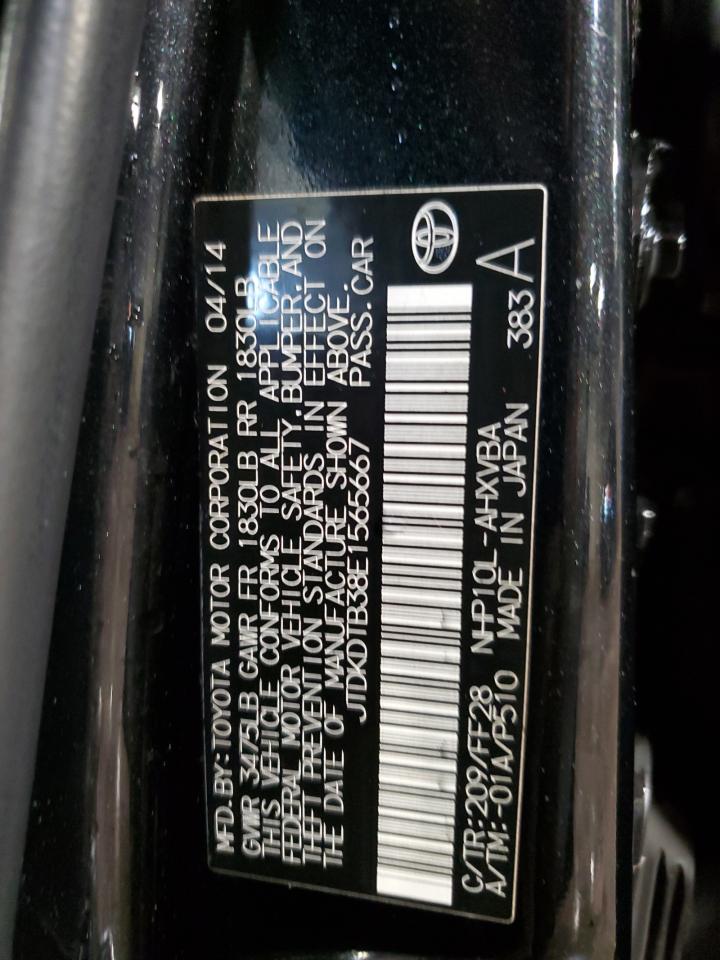 MFD. BY: TOYOTA MOTOR CORPORATION 04/14
GVWR 3475LB GAWR FR 1830LB RR 1830LB
THIS VEHICLE CONFORMS TO ALL APPLICABLE
FEDERAL MOTOR VEHICLE SAFETY, BUMPER, AND
THEFT PREVENTION STANDARDS IN EFFECT ON
THE DATE OF MANUFACTURE SHOWN ABOVE.
JTDKDTB38E1565667 PASS. CAR
C/TR: 209/FF28 NHP10L-AHXVBA 383
A/TM: -01A/P510 MADE IN JAPAN A